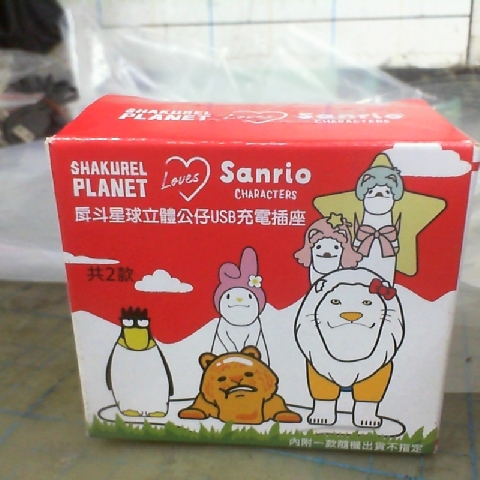 SHAKUREL
PLANET
Loves
Sanrio
CHARACTERS
SHAKUREL
PLANET
Loves
Sanrio
CHARACTERS
戽斗星球立體公仔USB充電插座
共2款
內附一款隨機出貨不指定